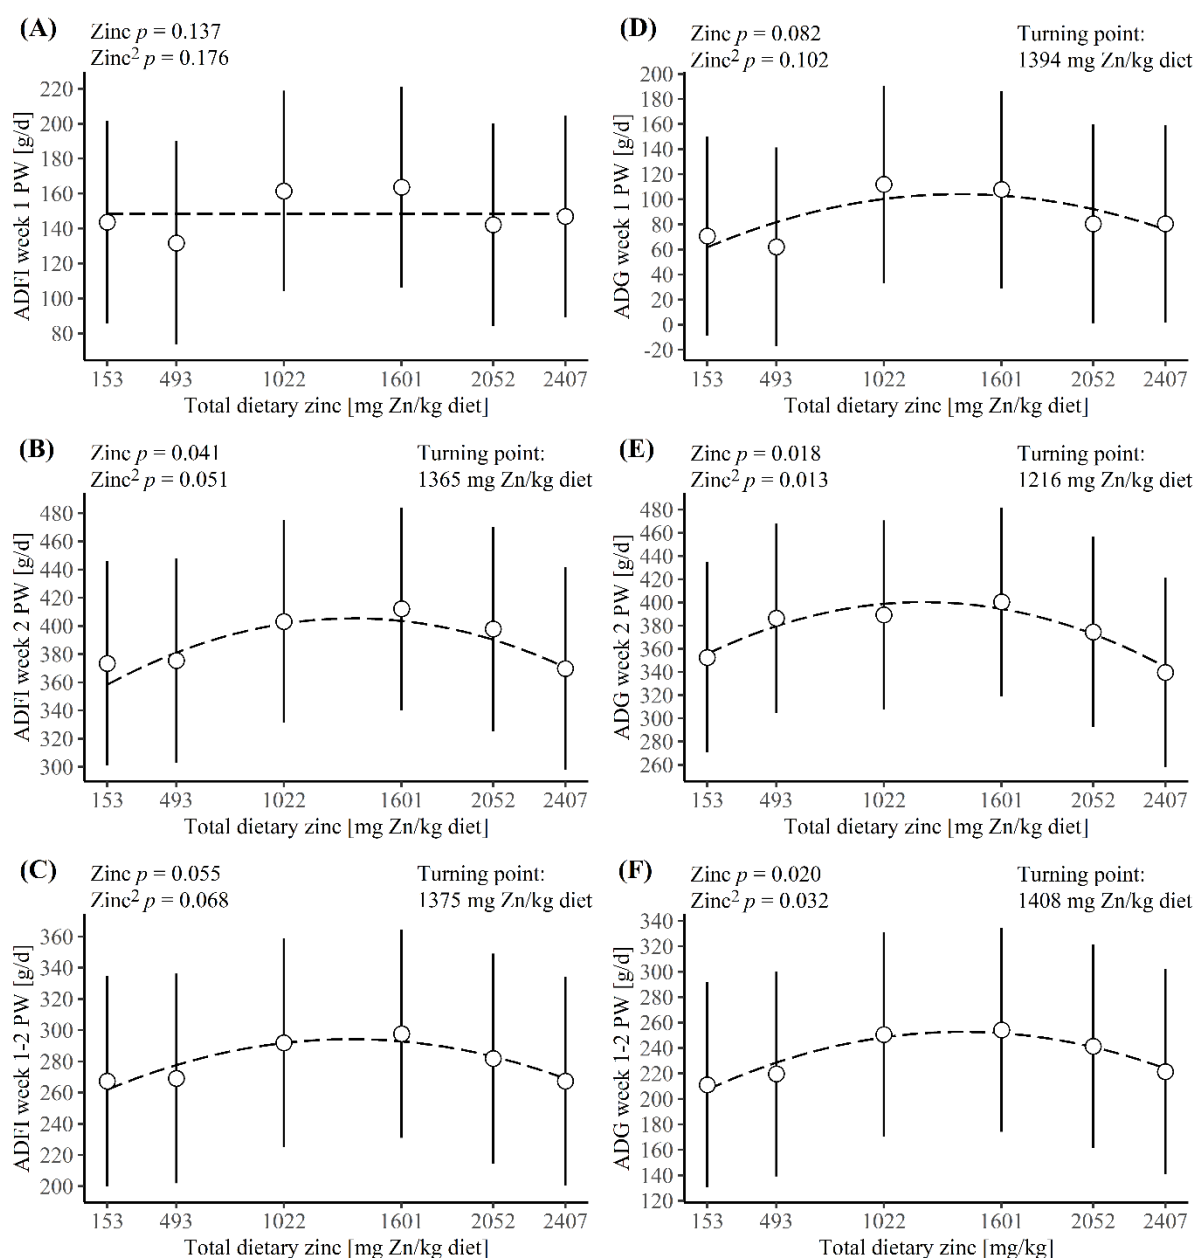 (A)
Zinc p = 0.137
Zinc² p = 0.176
ADFI week 1 PW [g/d]
220
200
180
160
140
120
100
80
153 493 1022 1601 2052 2407
Total dietary zinc [mg Zn/kg diet]
(D)
Zinc p = 0.082
Zinc² p = 0.102
Turning point:
1394 mg Zn/kg diet
ADG week 1 PW [g/d]
200
180
160
140
120
100
80
60
40
20
0
-20
153 493 1022 1601 2052 2407
Total dietary zinc [mg Zn/kg diet]
(B)
Zinc p = 0.041
Zinc² p = 0.051
Turning point:
1365 mg Zn/kg diet
ADFI week 2 PW [g/d]
480
460
440
420
400
380
360
340
320
300
153 493 1022 1601 2052 2407
Total dietary zinc [mg Zn/kg diet]
(E)
Zinc p = 0.018
Zinc² p = 0.013
Turning point:
1216 mg Zn/kg diet
ADG week 2 PW [g/d]
480
460
440
420
400
380
360
340
320
300
280
260
153 493 1022 1601 2052 2407
Total dietary zinc [mg Zn/kg diet]
(C)
Zinc p = 0.055
Zinc² p = 0.068
Turning point:
1375 mg Zn/kg diet
ADFI week 1-2 PW [g/d]
360
340
320
300
280
260
240
220
200
153 493 1022 1601 2052 2407
Total dietary zinc [mg Zn/kg diet]
(F)
Zinc p = 0.020
Zinc² p = 0.032
Turning point:
1408 mg Zn/kg diet
ADG week 1-2 PW [g/d]
340
320
300
280
260
240
220
200
180
160
140
120
153 493 1022 1601 2052 2407
Total dietary zinc [mg/kg]